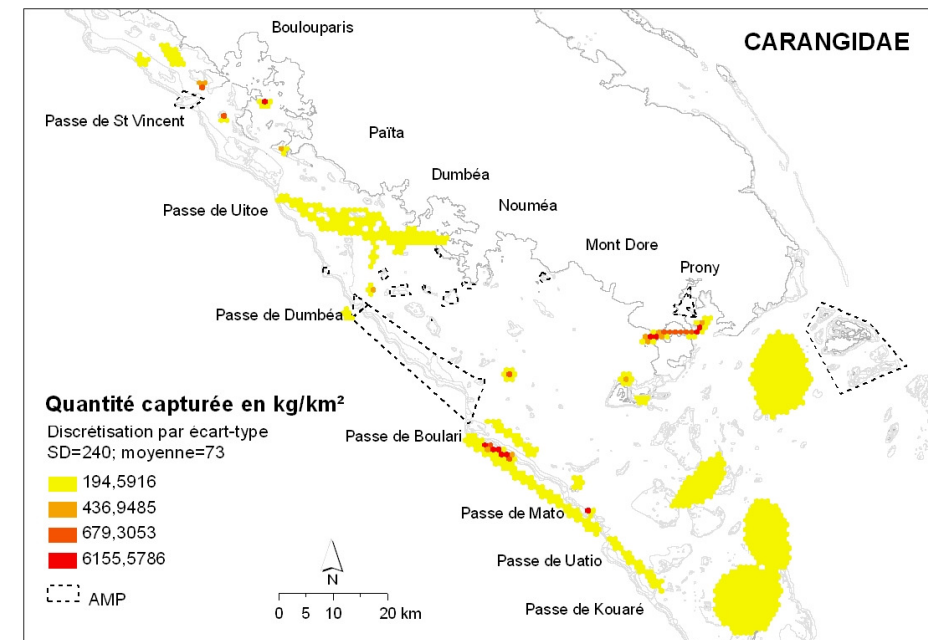 Boulouparis
CARANGIDAE
Passe de St Vincent
Païta
Dumbéa
Passe de Uitoe
Nouméa
Mont Dore
Prony
Passe de Dumbéa
Quantité capturée en kg/km²
Discrétisation par écart-type
SD=240; moyenne=73
194,5916
436,9485
679,3053
6155,5786
AMP
Passe de Boulari
Passe de Mato
Passe de Uatio
Passe de Kouaré
N
0 5 10 20 km